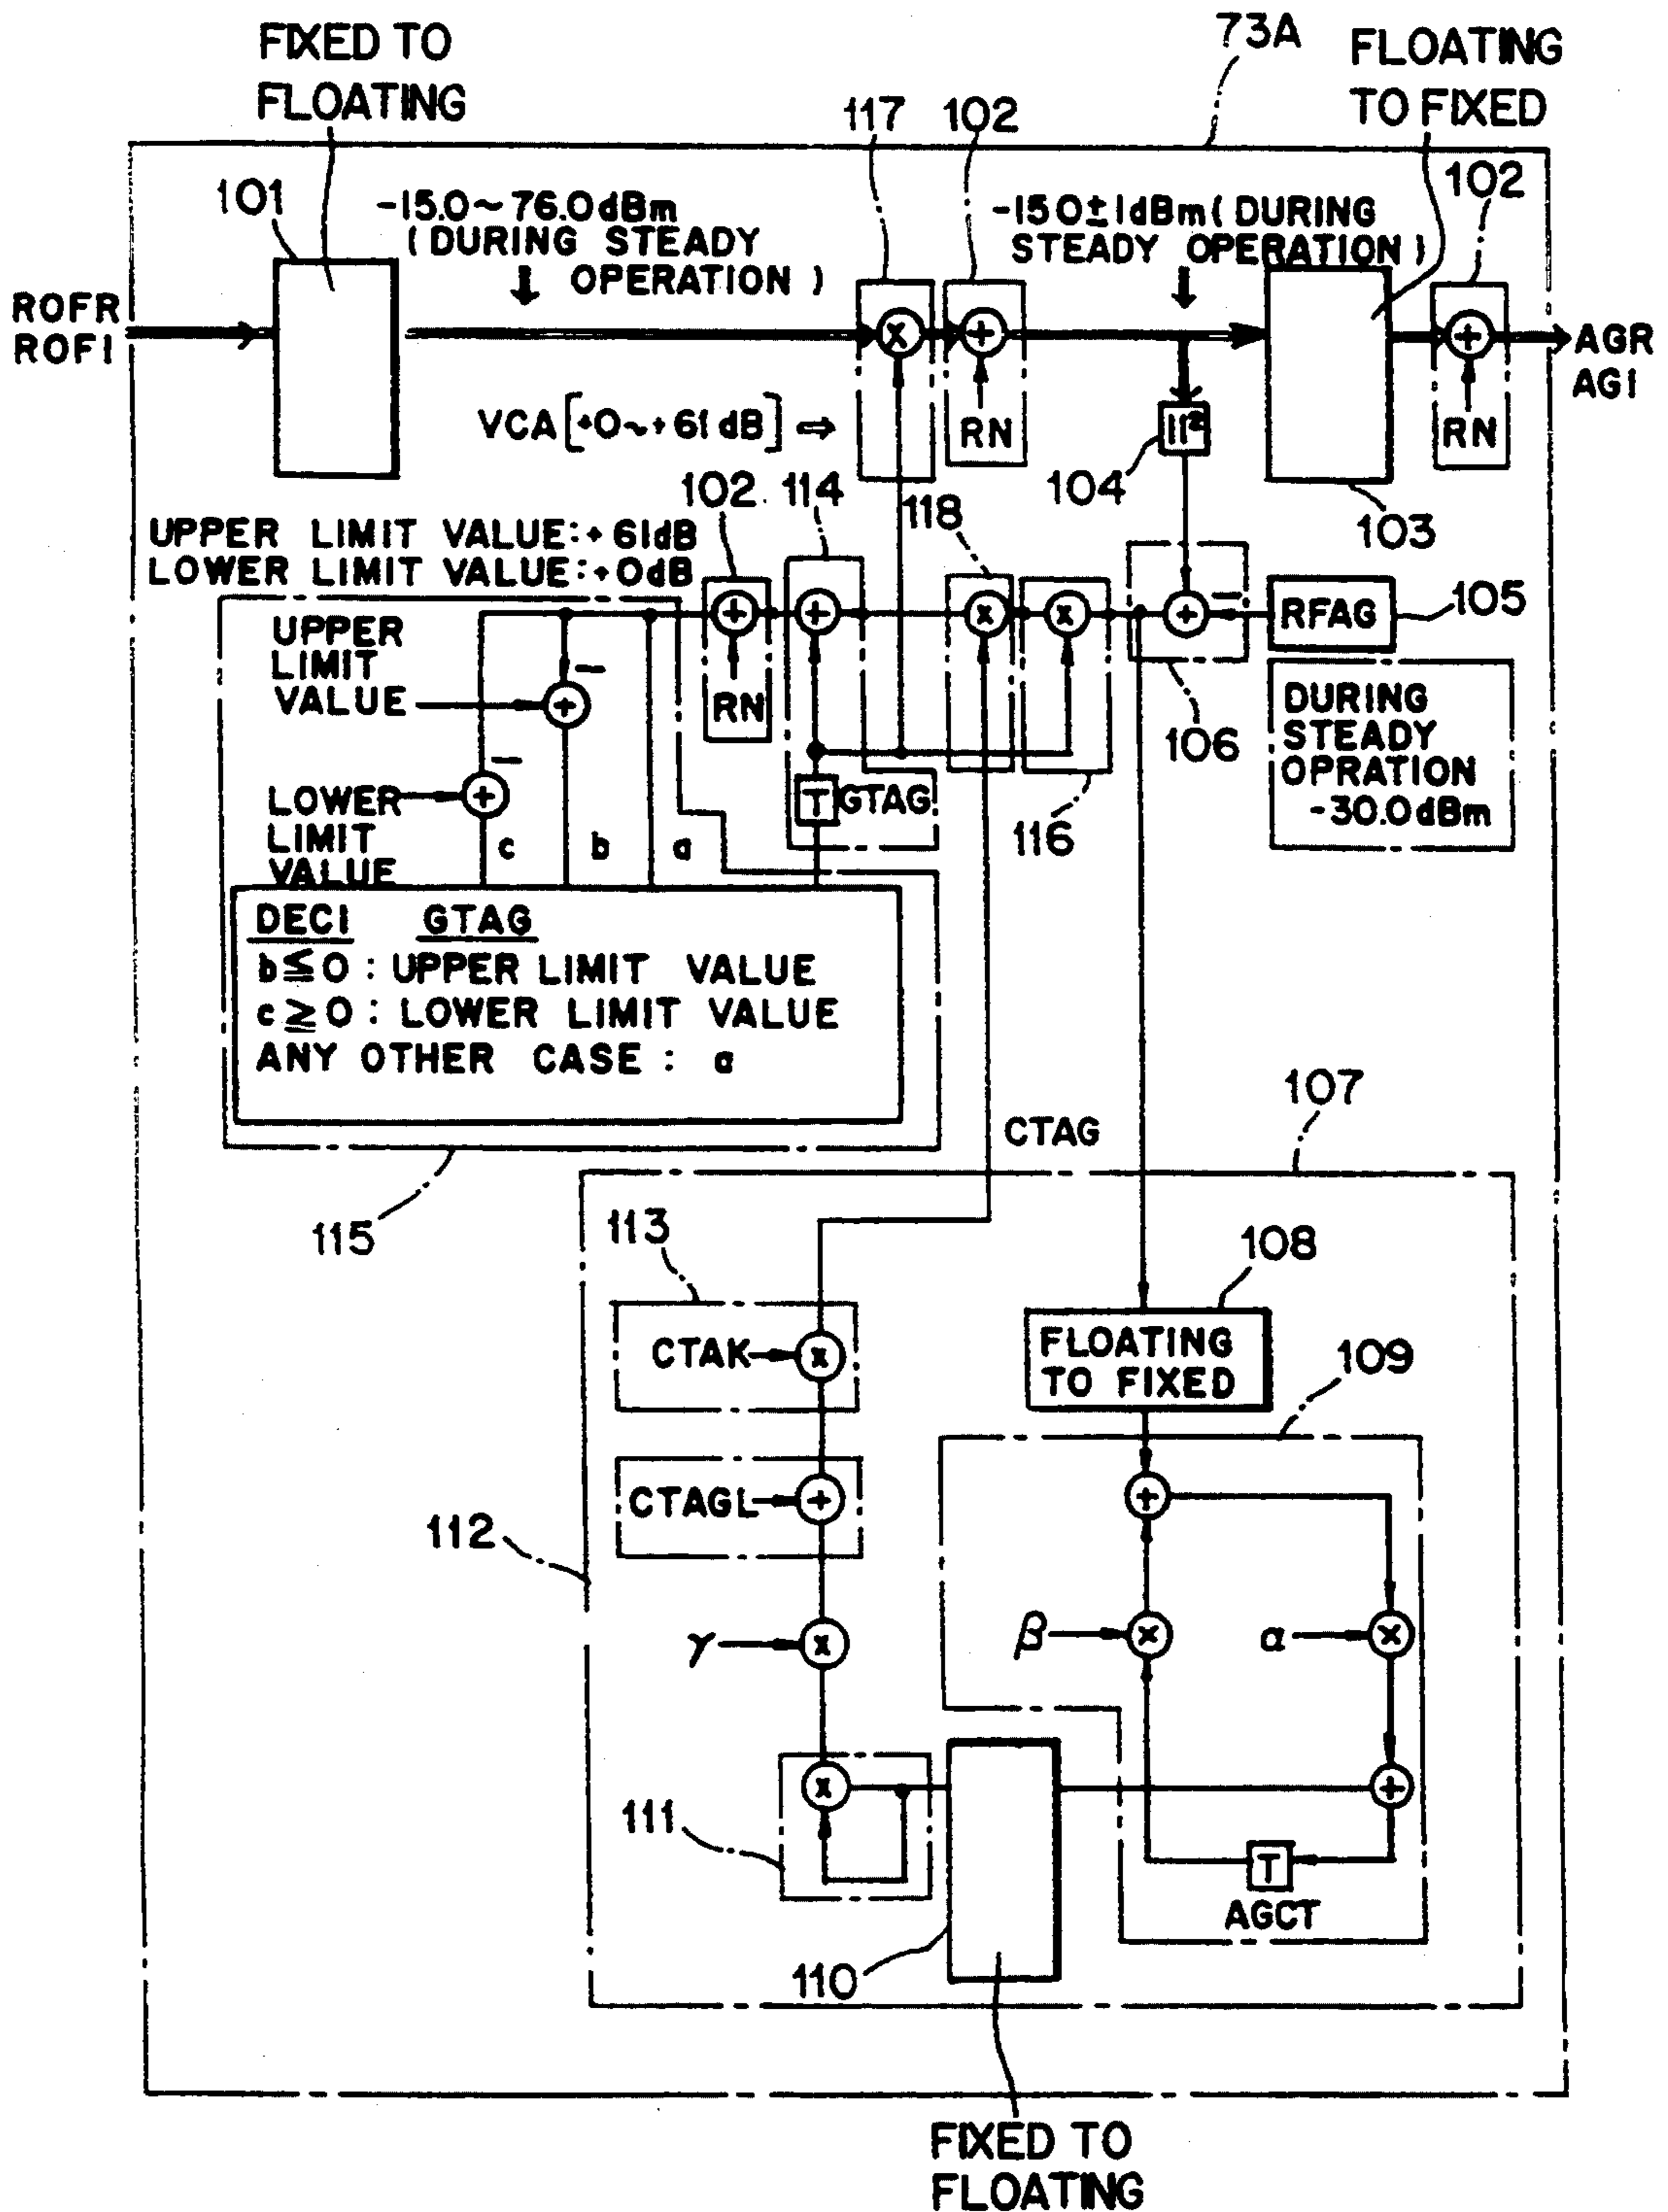 FIXED TO
FLOATING
73A
FLOATING
TO FIXED
117
102
101
-15.0~76.0dBm
(DURING STEADY
OPERATION)
-150±1dBm(DURING
STEADY OPERATION)
102
ROFR
ROFI
X
+
+
AGR
AGI
VCA[+0~+61dB]⇒
RN
||²
RN
104
103
102
114
118
UPPER LIMIT VALUE:+61dB
LOWER LIMIT VALUE:+0dB
+
+
X
X
+
−
RFAG
105
UPPER
LIMIT
VALUE
−
+
RN
106
DURING
STEADY
OPRATION
-30.0dBm
−
+
LOWER
LIMIT
VALUE
T
GTAG
116
c
b
a
DECI GTAG
b≦0 : UPPER LIMIT VALUE
c≧0 : LOWER LIMIT VALUE
ANY OTHER CASE : a
107
CTAG
115
113
108
CTAK
X
FLOATING
TO FIXED
109
CTAGL
+
+
112
γ
X
β
X
α
X
111
X
+
T
AGCT
110
FIXED TO
FLOATING